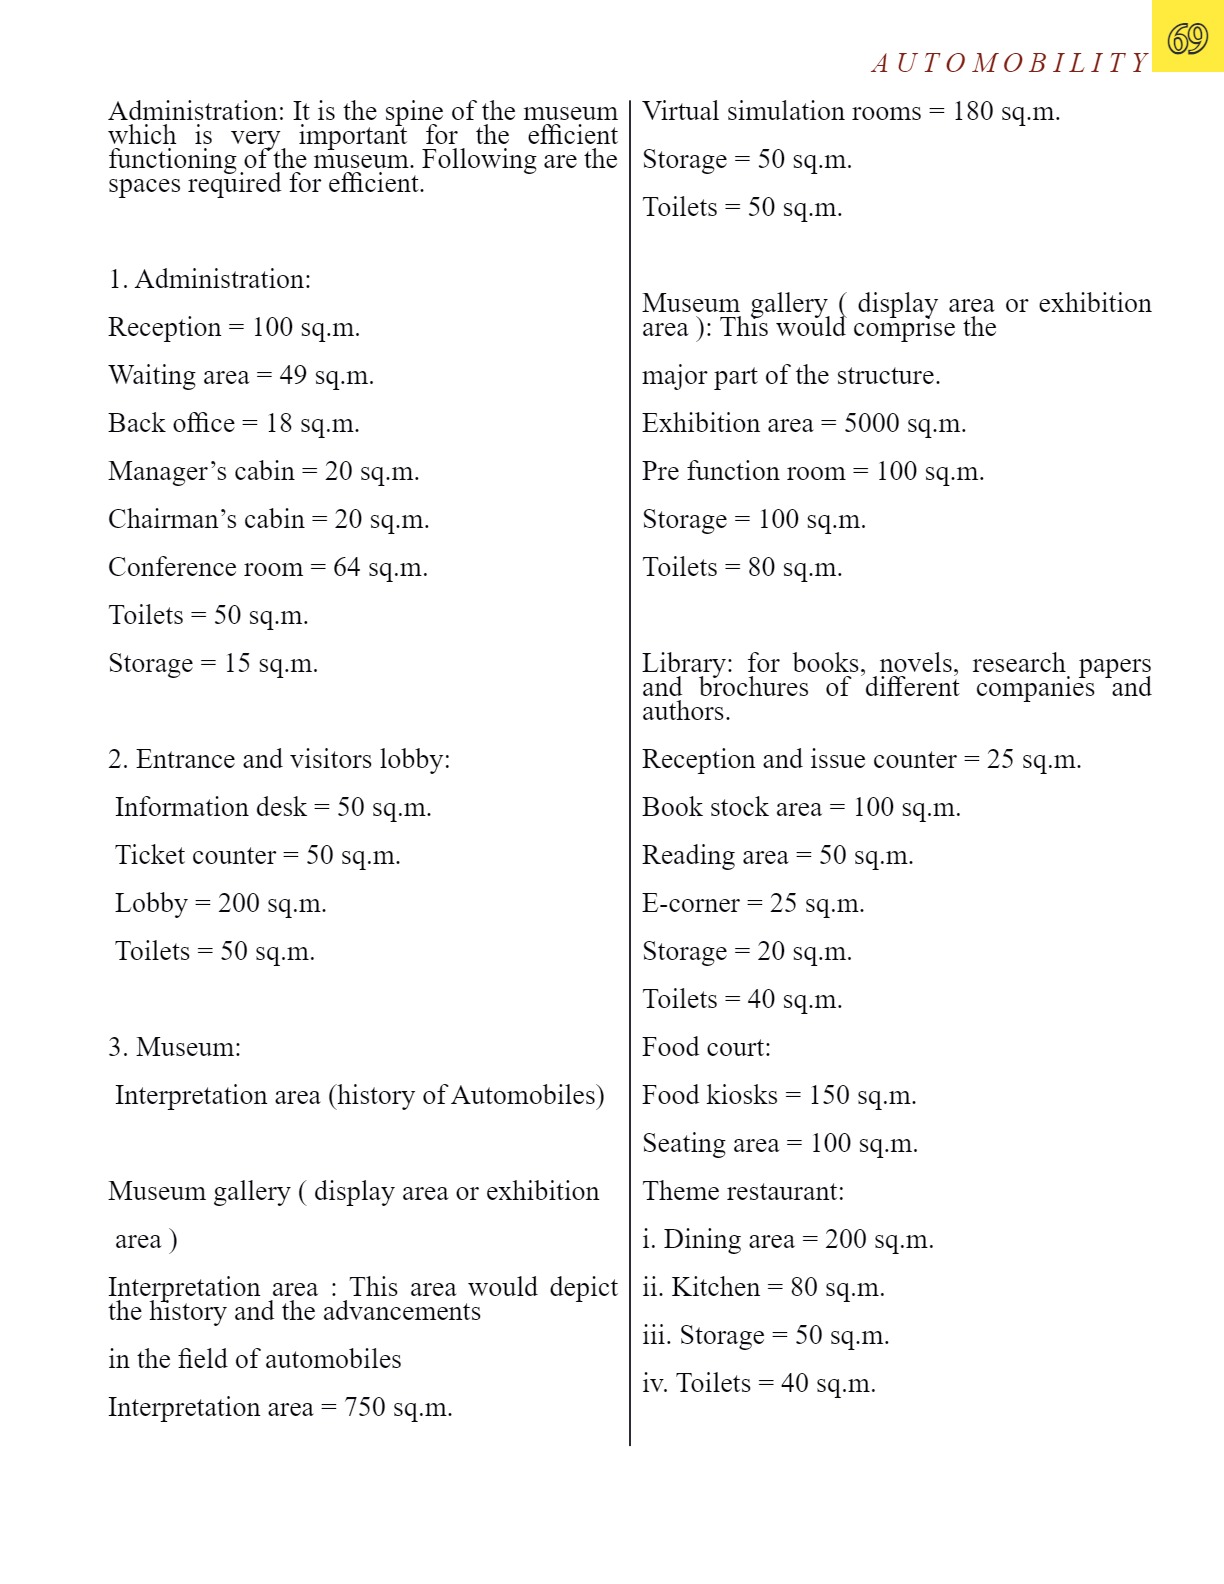 69
AUTOMOBILITY
Administration: It is the spine of the museum
which is very important for the efficient
functioning of the museum. Following are the
spaces required for efficient.
1. Administration:
Reception = 100 sq.m.
Waiting area = 49 sq.m.
Back office = 18 sq.m.
Manager’s cabin = 20 sq.m.
Chairman’s cabin = 20 sq.m.
Conference room = 64 sq.m.
Toilets = 50 sq.m.
Storage = 15 sq.m.
2. Entrance and visitors lobby:
Information desk = 50 sq.m.
Ticket counter = 50 sq.m.
Lobby = 200 sq.m.
Toilets = 50 sq.m.
3. Museum:
Interpretation area (history of Automobiles)
Museum gallery ( display area or exhibition
area )
Interpretation area : This area would depict
the history and the advancements
in the field of automobiles
Interpretation area = 750 sq.m.
Virtual simulation rooms = 180 sq.m.
Storage = 50 sq.m.
Toilets = 50 sq.m.
Museum gallery ( display area or exhibition
area ): This would comprise the
major part of the structure.
Exhibition area = 5000 sq.m.
Pre function room = 100 sq.m.
Storage = 100 sq.m.
Toilets = 80 sq.m.
Library: for books, novels, research papers
and brochures of different companies and
authors.
Reception and issue counter = 25 sq.m.
Book stock area = 100 sq.m.
Reading area = 50 sq.m.
E-corner = 25 sq.m.
Storage = 20 sq.m.
Toilets = 40 sq.m.
Food court:
Food kiosks = 150 sq.m.
Seating area = 100 sq.m.
Theme restaurant:
i. Dining area = 200 sq.m.
ii. Kitchen = 80 sq.m.
iii. Storage = 50 sq.m.
iv. Toilets = 40 sq.m.